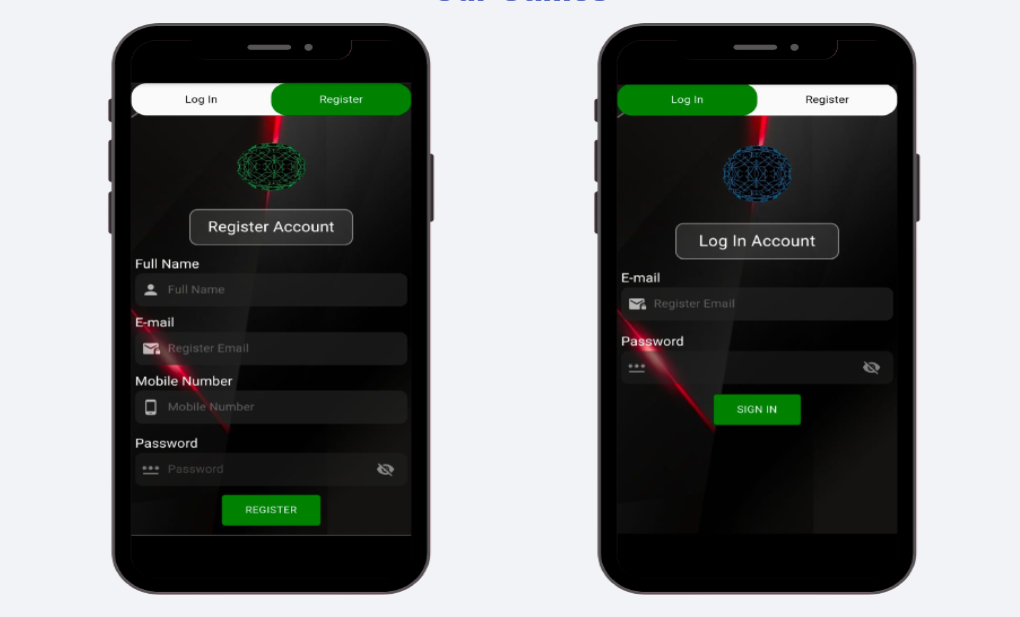 Log In
Register
Register Account
Full Name
Full Name
E-mail
Register Email
Mobile Number
Mobile Number
Password
Password
REGISTER
Log In
Register
Log In Account
E-mail
Register Email
Password
SIGN IN